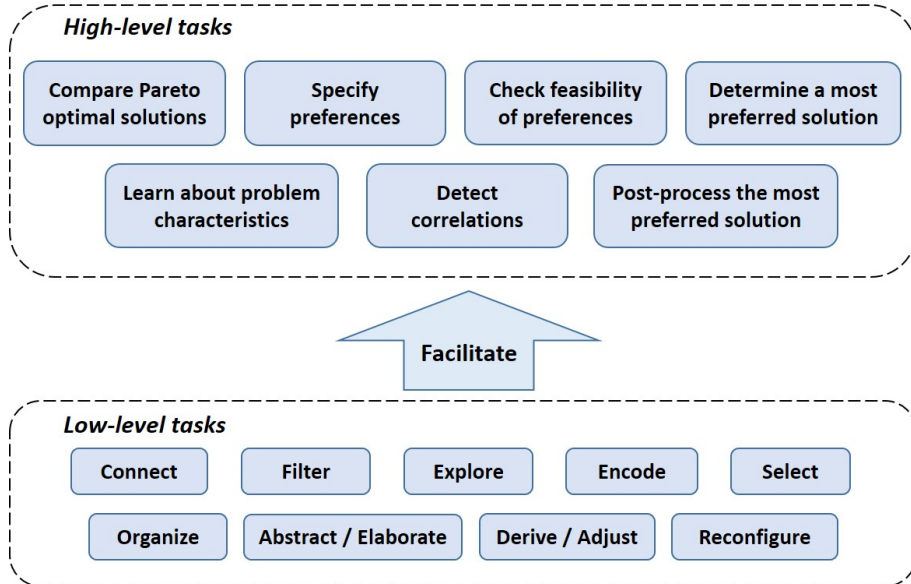 High-level tasks
Compare Pareto
optimal solutions
Specify
preferences
Check feasibility
of preferences
Determine a most
preferred solution
Learn about problem
characteristics
Detect
correlations
Post-process the most
preferred solution
Facilitate
Low-level tasks
Connect
Filter
Explore
Encode
Select
Organize
Abstract / Elaborate
Derive / Adjust
Reconfigure